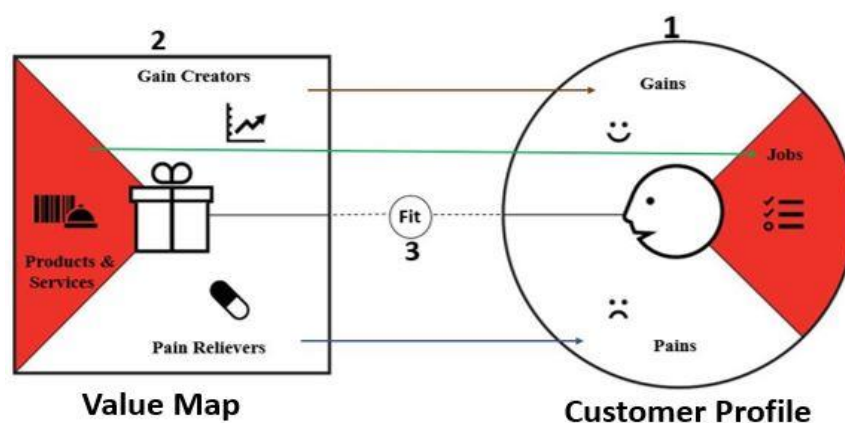 2
1
Gain Creators
Gains
Jobs
Fit
3
Products &
Services
Pain Relievers
Pains
Value Map
Customer Profile